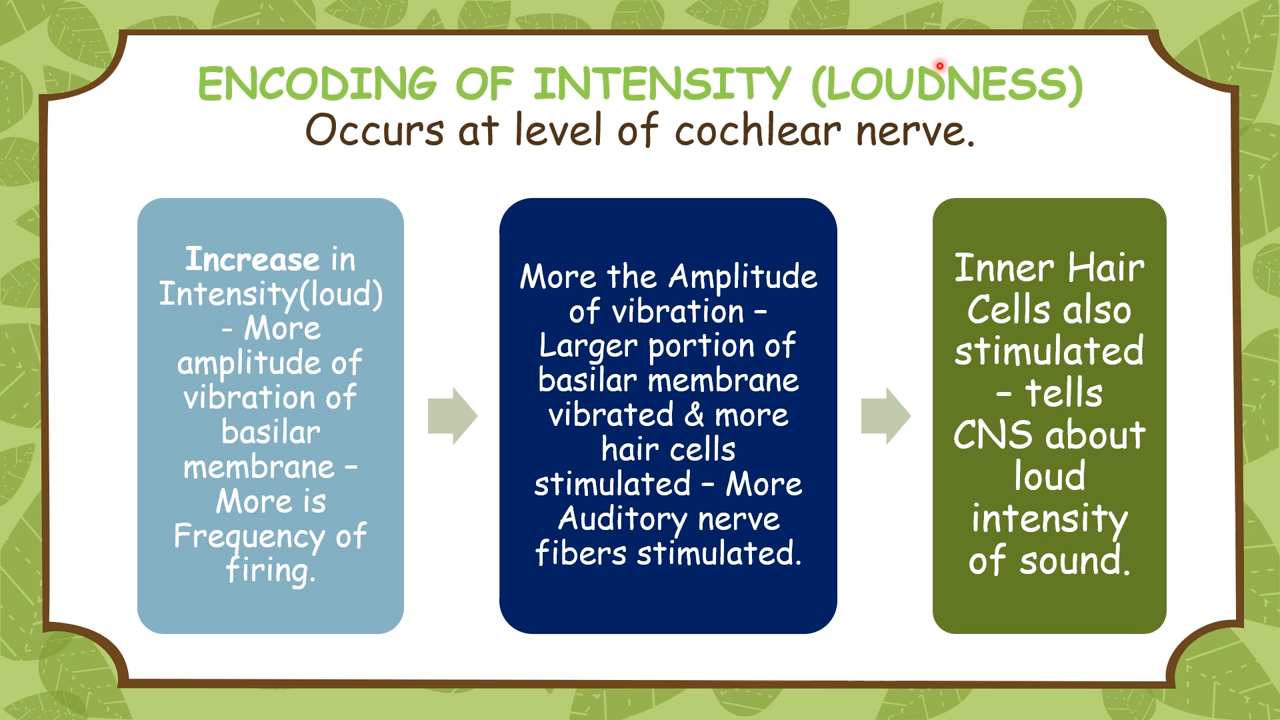 ENCODING OF INTENSITY (LOUDNESS)
Occurs at level of cochlear nerve.
Increase in
Intensity(loud)
- More
amplitude of
vibration of
basilar
membrane –
More is
Frequency of
firing.
More the Amplitude
of vibration –
Larger portion of
basilar membrane
vibrated & more
hair cells
stimulated – More
Auditory nerve
fibers stimulated.
Inner Hair
Cells also
stimulated
– tells
CNS about
loud
intensity
of sound.